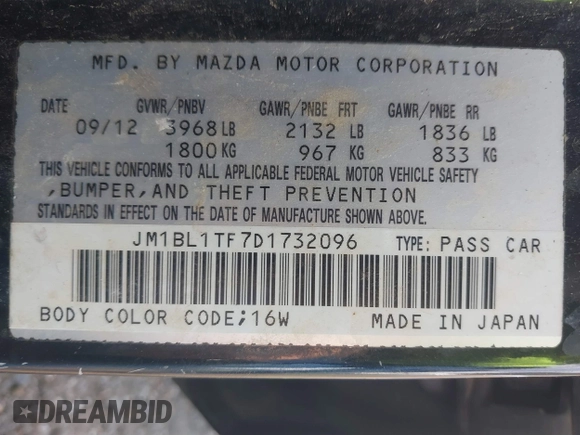 MFD. BY MAZDA MOTOR CORPORATION
DATE GVWR/PNBV GAWR/PNBE FRT GAWR/PNBE RR
09/12 3968 LB 2132 LB 1836 LB
1800 KG 967 KG 833 KG
THIS VEHICLE CONFORMS TO ALL APPLICABLE FEDERAL MOTOR VEHICLE SAFETY
,BUMPER,AND THEFT PREVENTION
STANDARDS IN EFFECT ON THE DATE OF MANUFACTURE SHOWN ABOVE.
JM1BL1TF7D1732096 TYPE: PASS CAR
BODY COLOR CODE;16W MADE IN JAPAN
DREAMBID